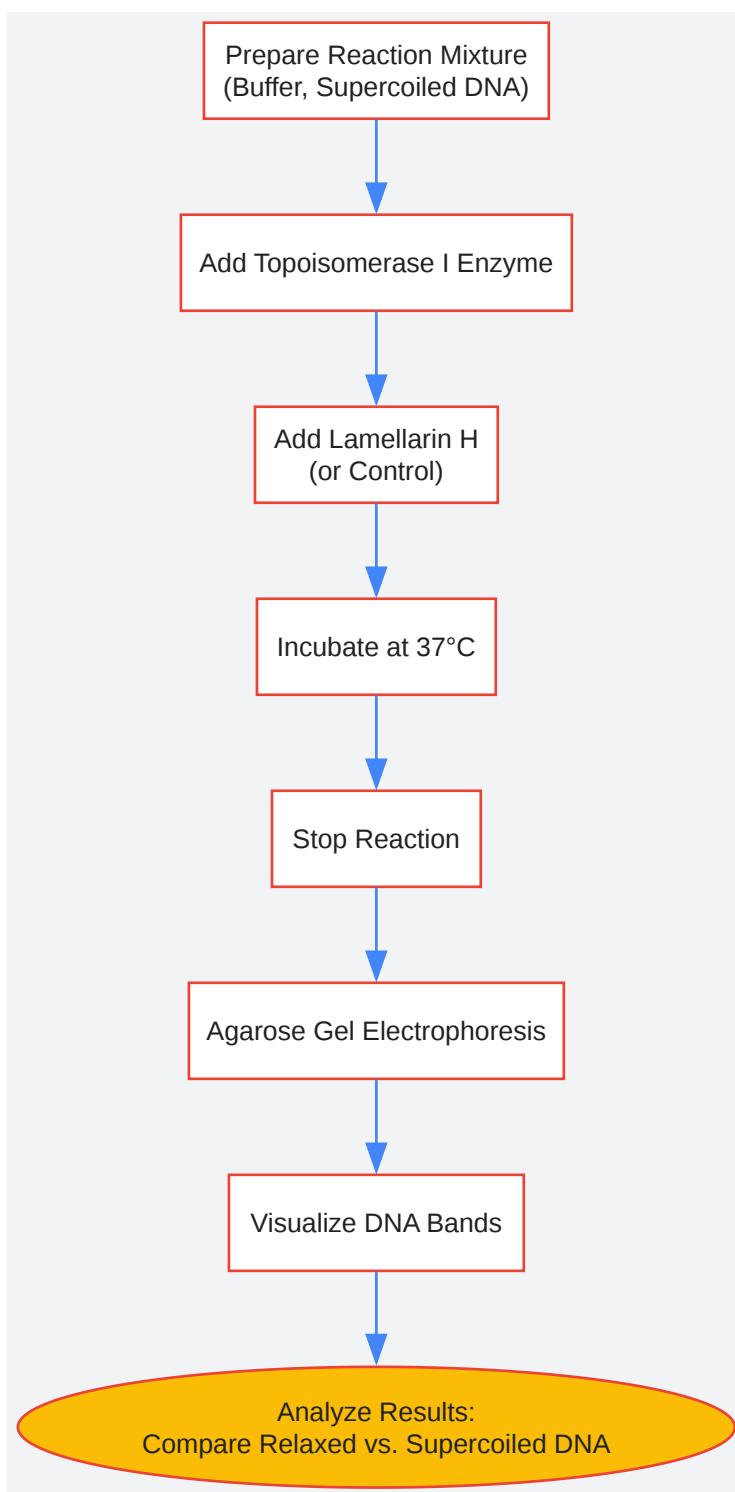 Prepare Reaction Mixture
(Buffer, Supercoiled DNA)
Add Topoisomerase I Enzyme
Add Lamellarin H
(or Control)
Incubate at 37°C
Stop Reaction
Agarose Gel Electrophoresis
Visualize DNA Bands
Analyze Results:
Compare Relaxed vs. Supercoiled DNA